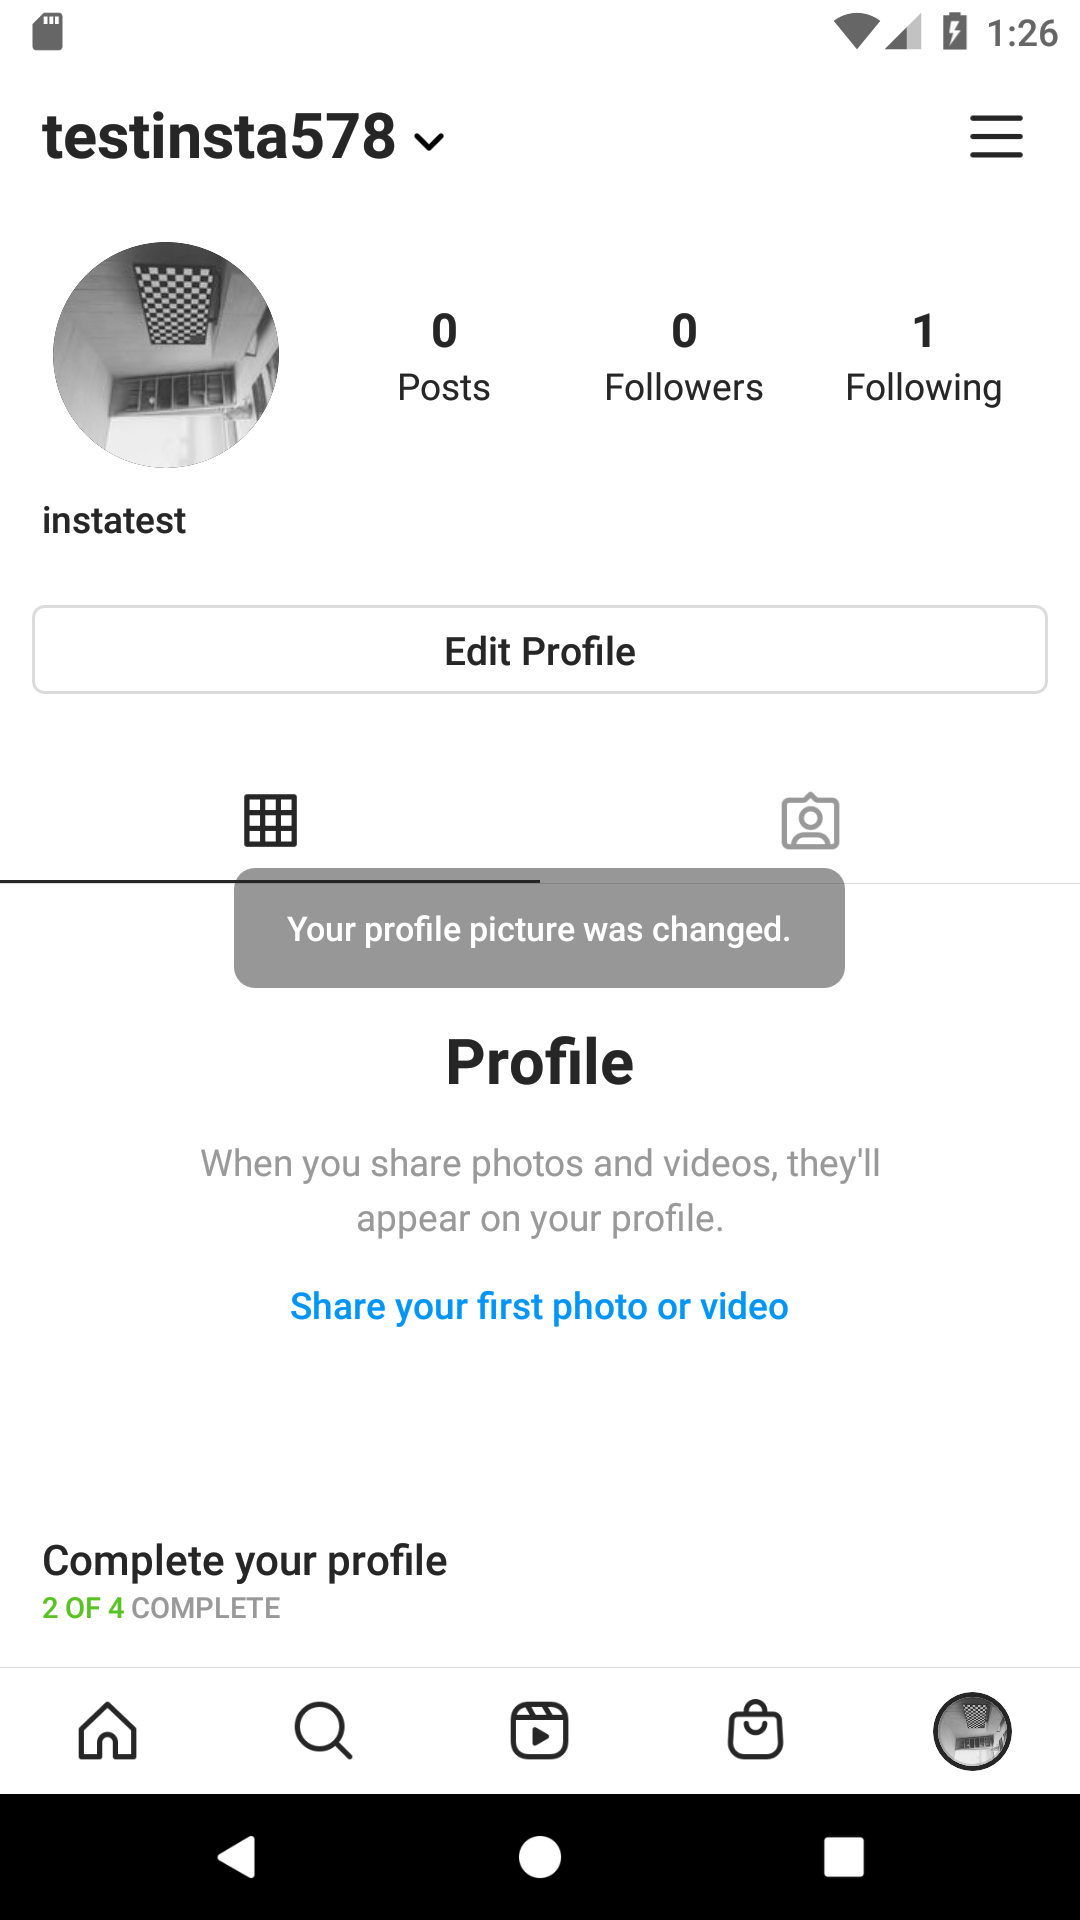 1:26
testinsta578
0
Posts
0
Followers
1
Following
instatest
Edit Profile
Your profile picture was changed.
Profile
When you share photos and videos, they'll
appear on your profile.
Share your first photo or video
Complete your profile
2 OF 4 COMPLETE